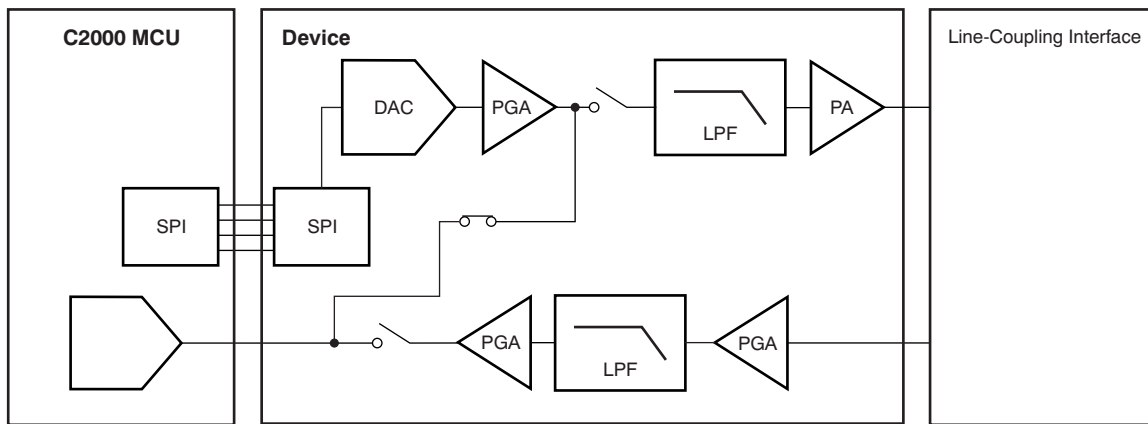 C2000 MCU
Device
Line-Coupling Interface
DAC
PGA
LPF
PA
SPI
SPI
PGA
LPF
PGA